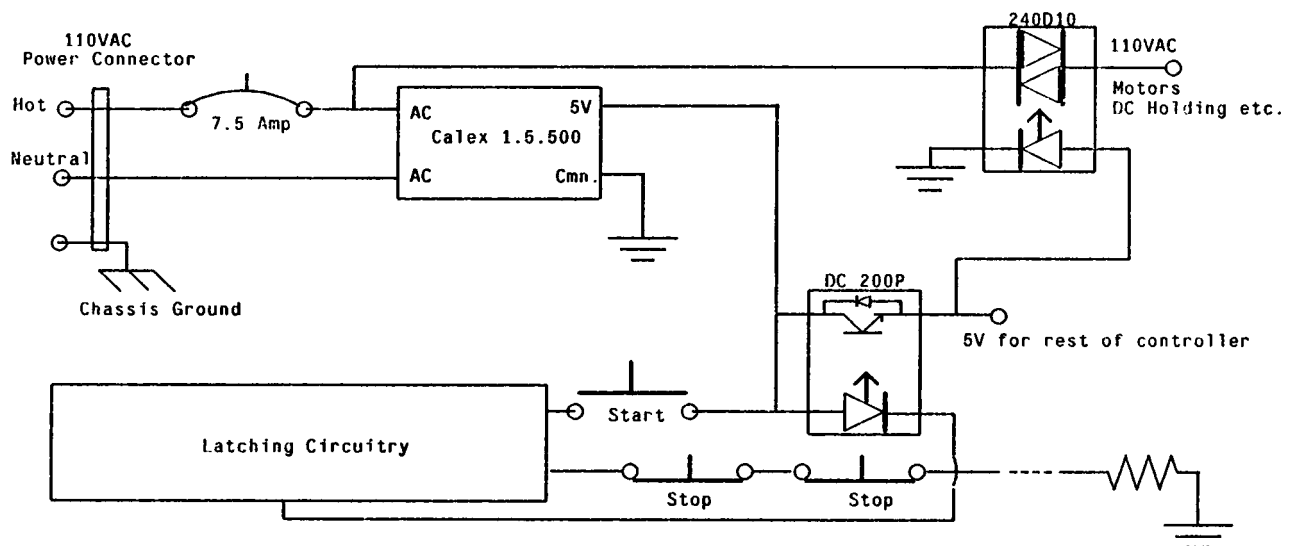 240D10
110VAC
Power Connector
110VAC
Hot
Motors
DC Holding etc.
7.5 Amp
AC
5V
Calex 1.5.500
Neutral
AC
Cmn.
Chassis Ground
DC 200P
5V for rest of controller
Start
Latching Circuitry
Stop
Stop